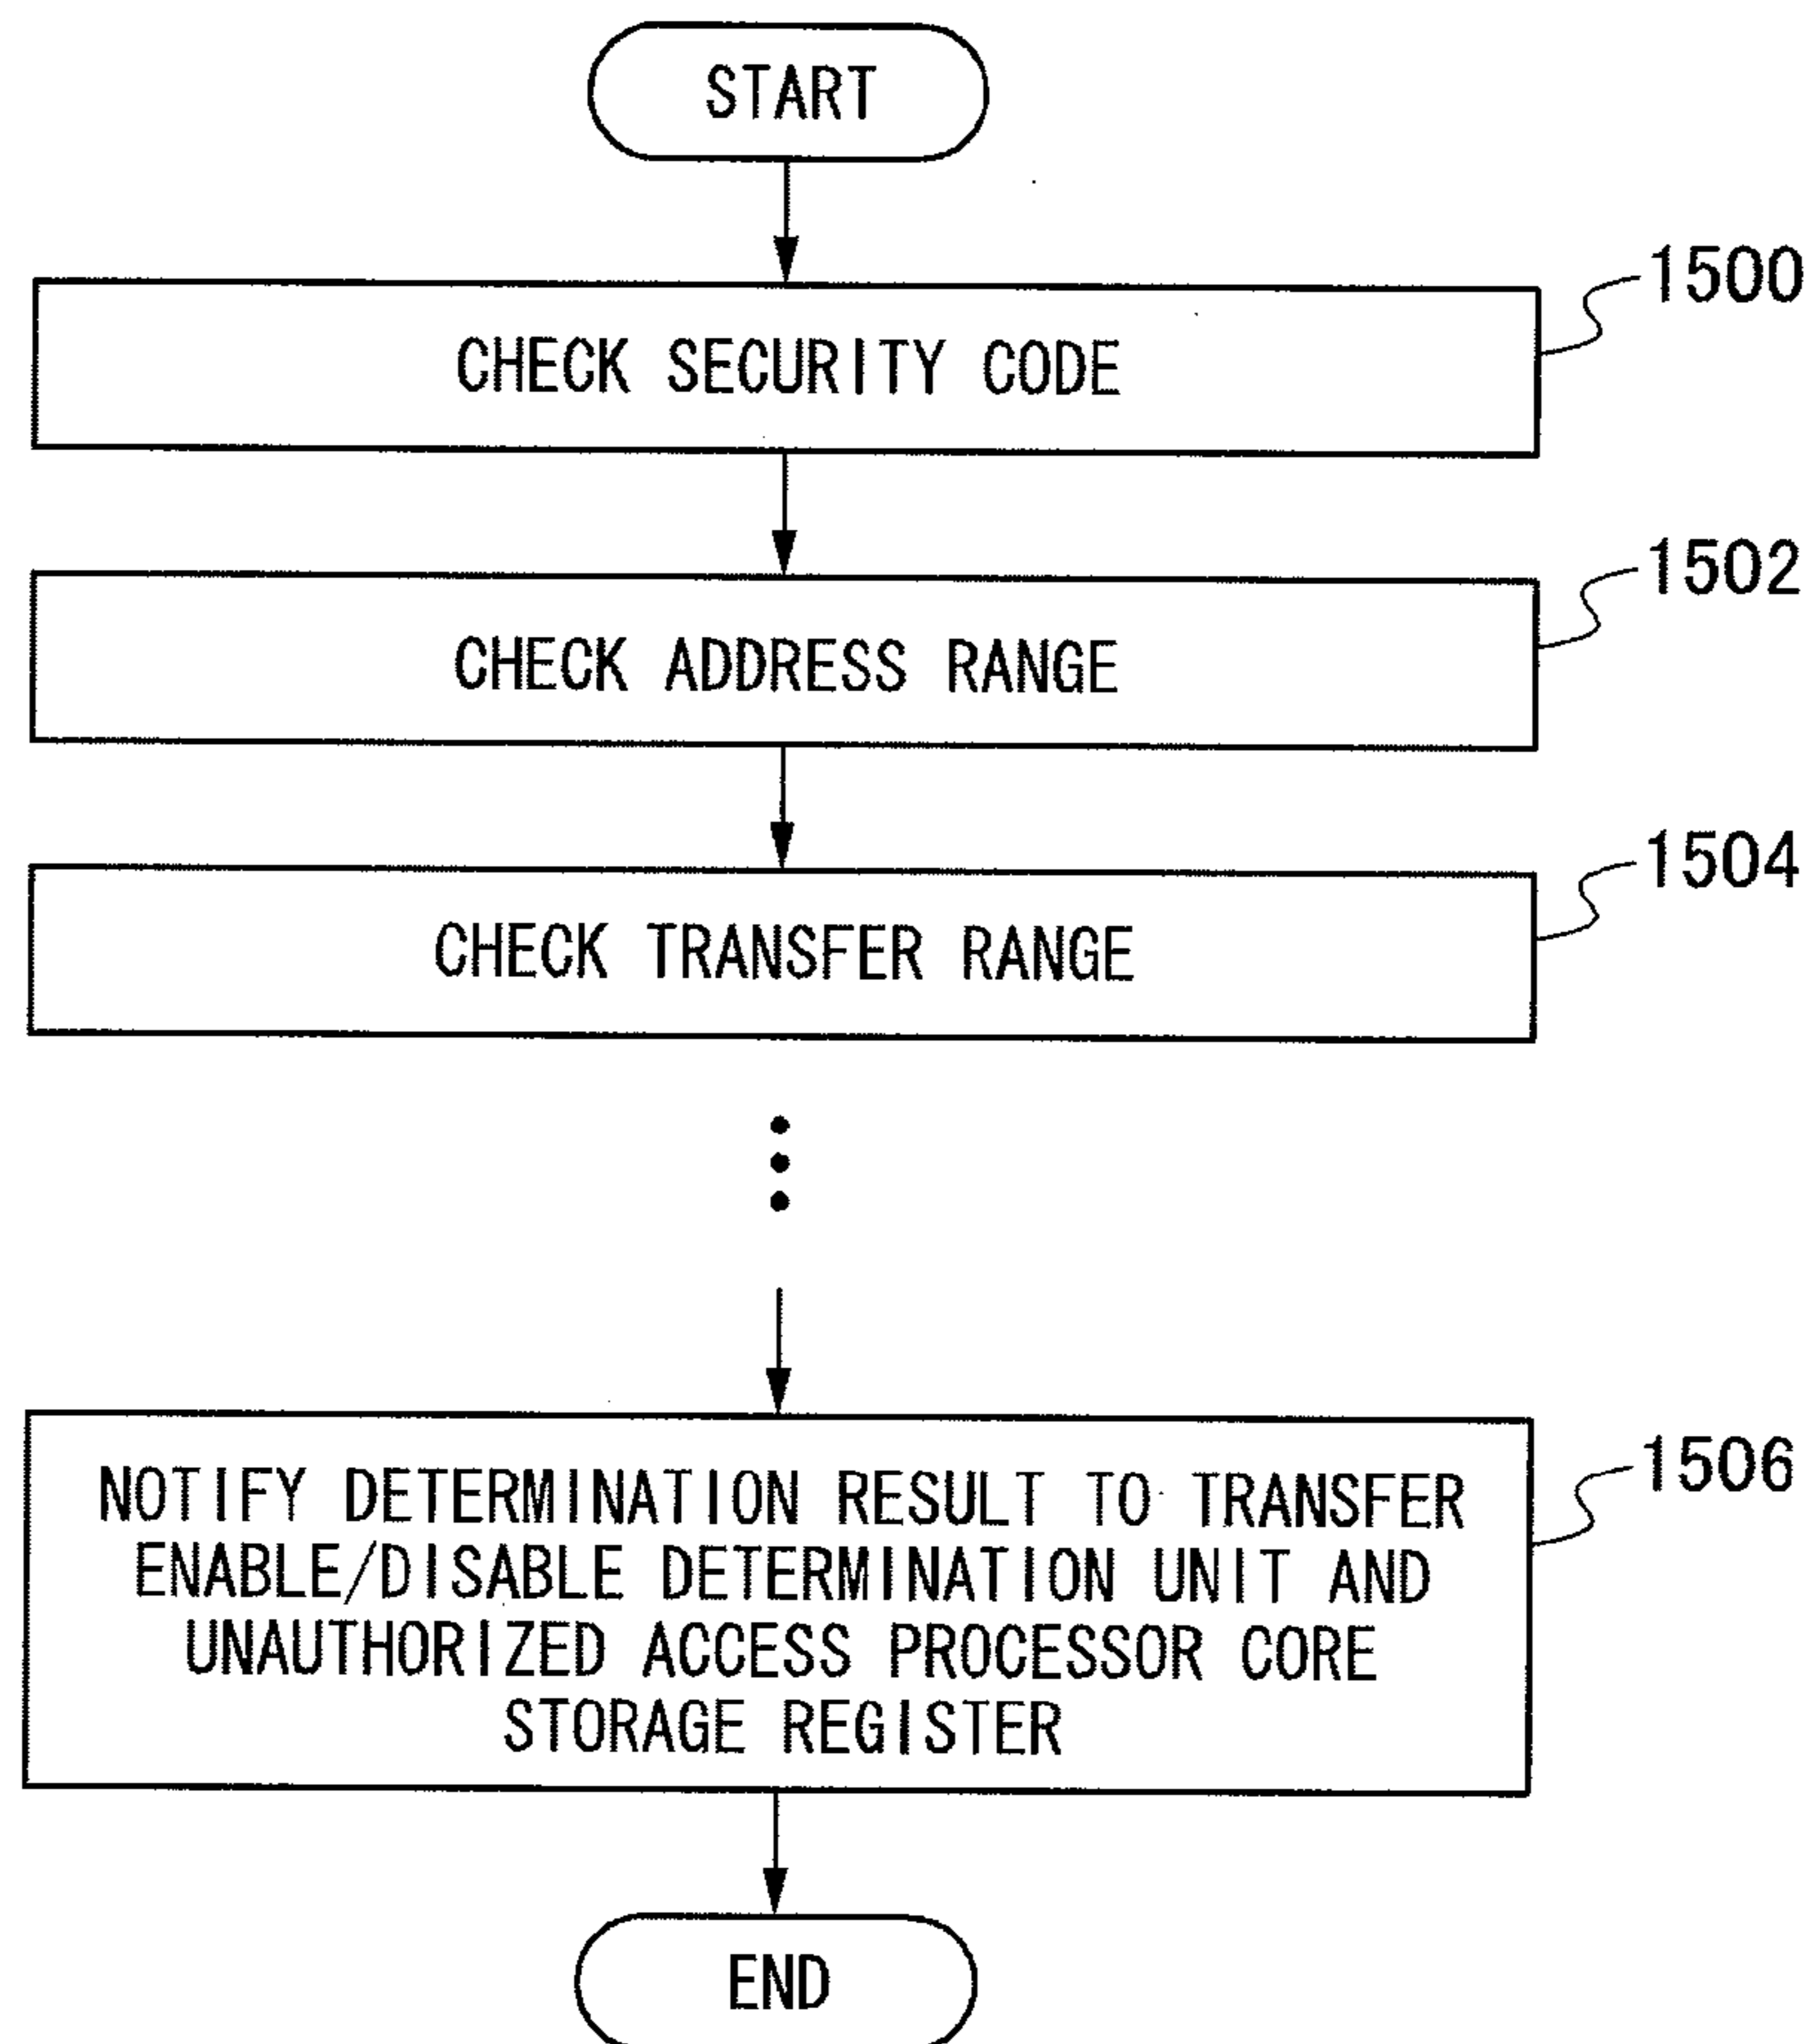 START
1500
CHECK SECURITY CODE
1502
CHECK ADDRESS RANGE
1504
CHECK TRANSFER RANGE
1506
NOTIFY DETERMINATION RESULT TO TRANSFER
ENABLE/DISABLE DETERMINATION UNIT AND
UNAUTHORIZED ACCESS PROCESSOR CORE
STORAGE REGISTER
END